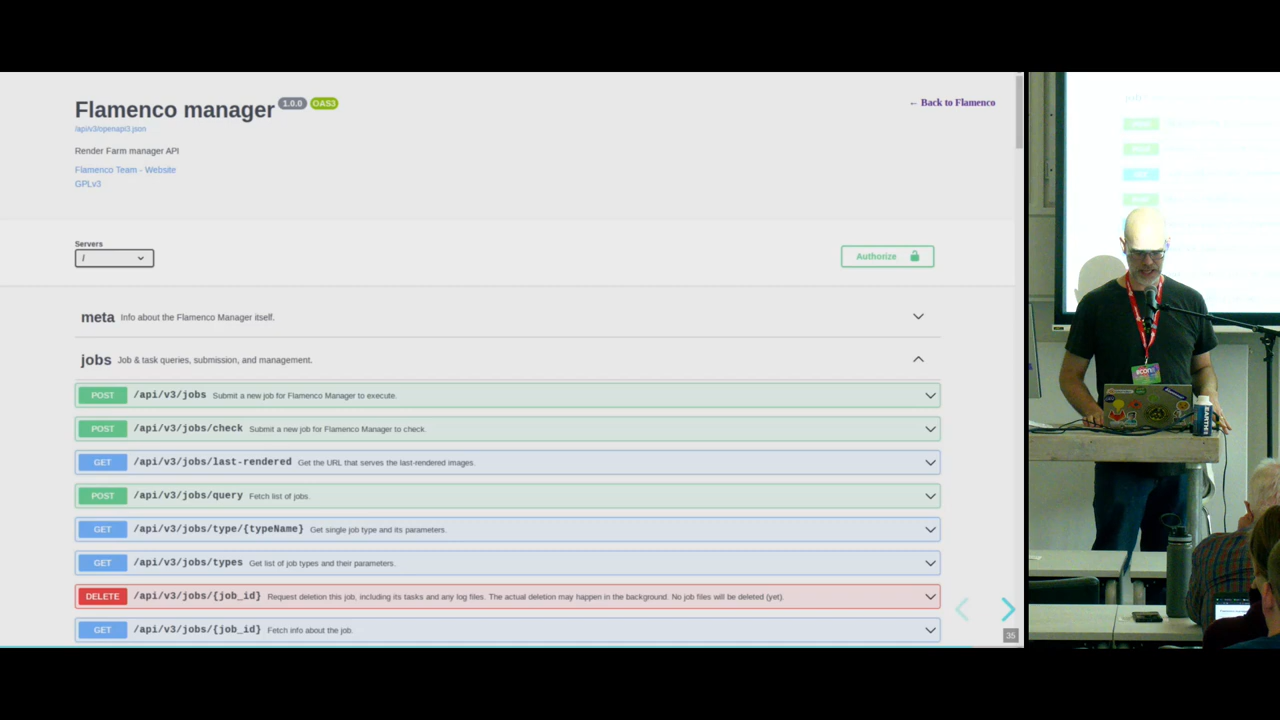 Flamenco manager 1.0.0 OAS3
← Back to Flamenco
/api/v3/openapi3.json
Render Farm manager API
Flamenco Team - Website
GPLv3
Servers
/
Authorize
meta Info about the Flamenco Manager itself.
jobs Job & task queries, submission, and management.
POST /api/v3/jobs Submit a new job for Flamenco Manager to execute.
POST /api/v3/jobs/check Submit a new job for Flamenco Manager to check.
GET /api/v3/jobs/last-rendered Get the URL that serves the last-rendered images.
POST /api/v3/jobs/query Fetch list of jobs.
GET /api/v3/jobs/type/{typeName} Get single job type and its parameters.
GET /api/v3/jobs/types Get list of job types and their parameters.
DELETE /api/v3/jobs/{job_id} Request deletion this job, including its tasks and any log files. The actual deletion may happen in the background. No job files will be deleted (yet).
GET /api/v3/jobs/{job_id} Fetch info about the job.
35